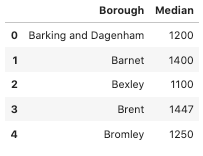 Borough Median
0 Barking and Dagenham 1200
1 Barnet 1400
2 Bexley 1100
3 Brent 1447
4 Bromley 1250